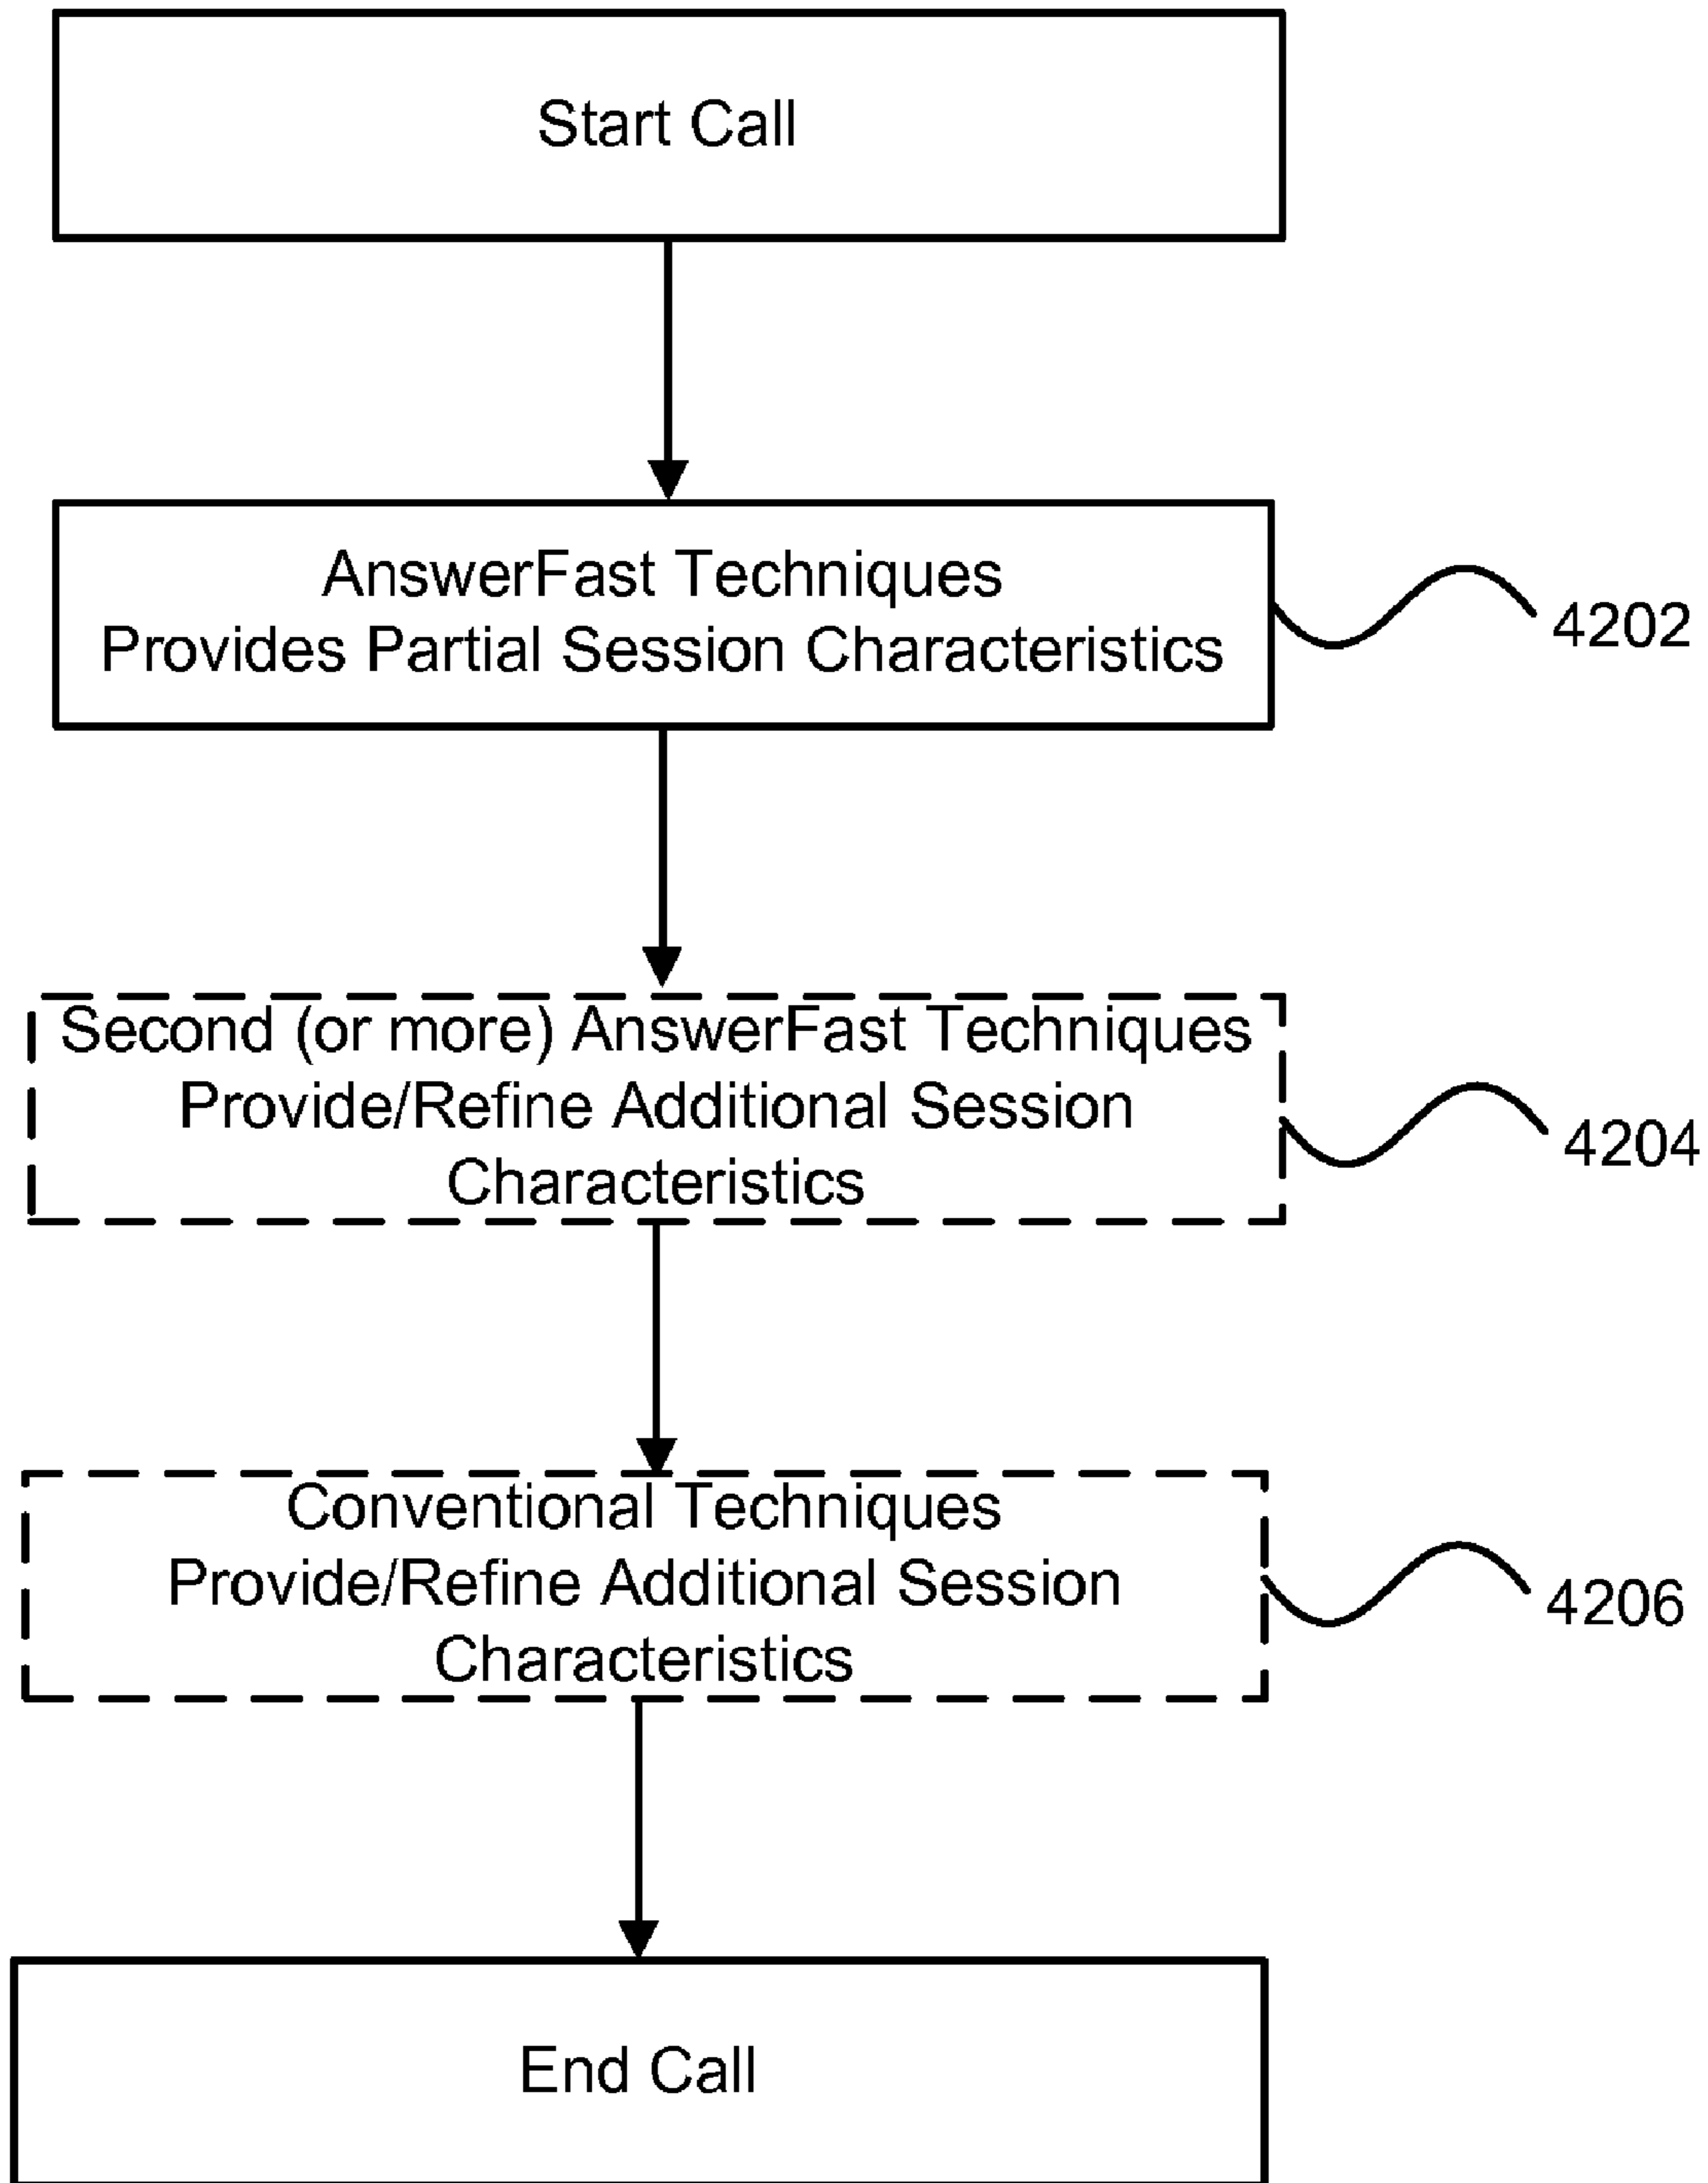 Start Call
AnswerFast Techniques
Provides Partial Session Characteristics
4202
Second (or more) AnswerFast Techniques
Provide/Refine Additional Session
Characteristics
4204
Conventional Techniques
Provide/Refine Additional Session
Characteristics
4206
End Call